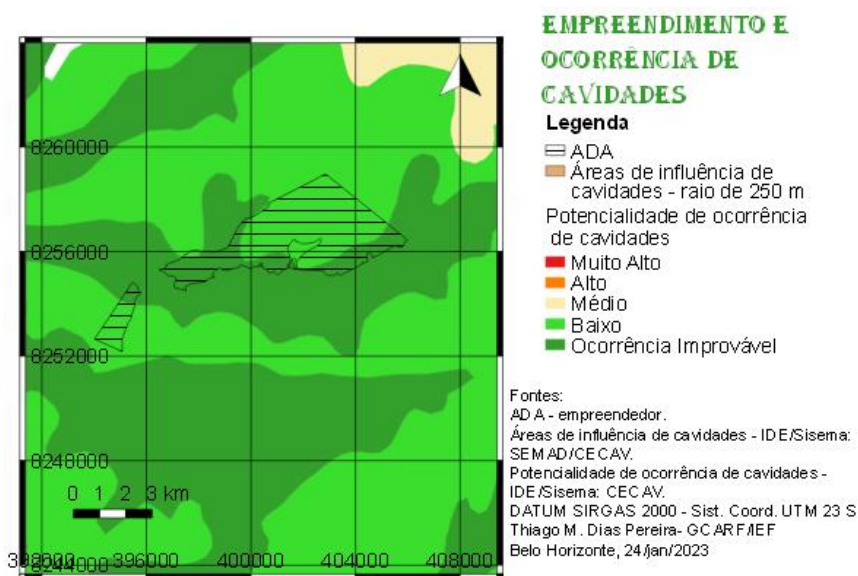 EMPREENDIMENTO E
OCORRÊNCIA DE
CAVIDADES
Legenda
ADA
Áreas de influência de
cavidades - raio de 250 m
Potencialidade de ocorrência
de cavidades
Muito Alto
Alto
Médio
Baixo
Ocorrência Improvável
Fontes:
ADA - empreendedor.
Áreas de influência de cavidades - IDE/Sisema:
SEMAD/CECAV.
Potencialidade de ocorrência de cavidades -
IDE/Sisema: CECAV.
DATUM SIRGAS 2000 - Sist. Coord. UTM 23 S
Thiago M. Dias Pereira- GCARF/IEF
Belo Horizonte, 24/jan/2023
8260000
8256000
8252000
8248000
0 1 2 3 km
396000 400000 404000 408000
8244000